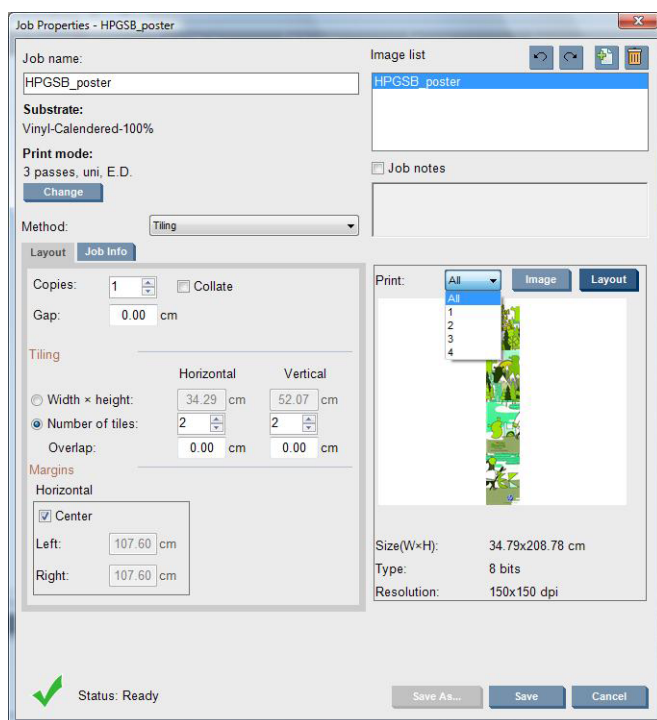 Job Properties - HPGSB_poster
Job name:
HPGSB_poster
Substrate:
Vinyl-Calendered-100%
Print mode:
3 passes, uni, E.D.
Change
Image list
HPGSB_poster
Job notes
Method:
Tiling
Layout
Job Info
Copies:
1
Collate
Gap:
0.00 cm
Tiling
Horizontal Vertical
Width × height:
34.29 cm 52.07 cm
Number of tiles:
2 2
Overlap:
0.00 cm 0.00 cm
Margins
Horizontal
Center
Left:
107.60 cm
Right:
107.60 cm
Print:
All
Image
Layout
All
1
2
3
4
Size(W×H): 34.79x208.78 cm
Type: 8 bits
Resolution: 150x150 dpi
Status: Ready
Save As...
Save
Cancel